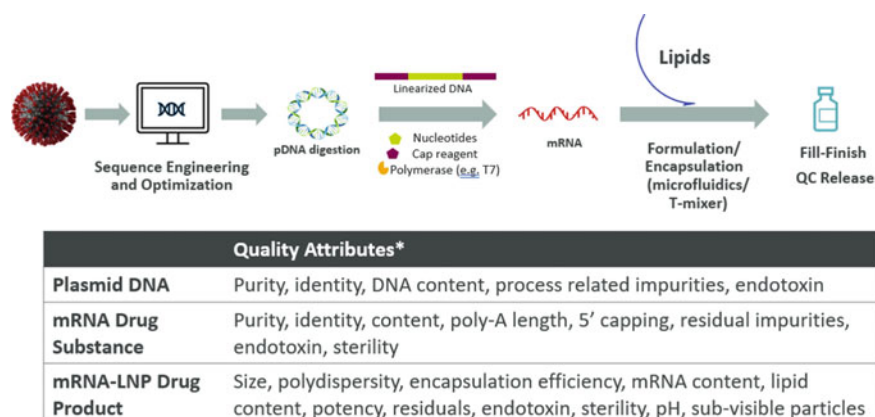 Lipids
Linearized DNA
Nucleotides
Cap reagent
Polymerase (e.g. T7)
pDNA digestion
mRNA
Sequence Engineering
and Optimization
Formulation/
Encapsulation
(microfluidics/
T-mixer)
Fill-Finish
QC Release
Quality Attributes*
Plasmid DNA Purity, identity, DNA content, process related impurities, endotoxin
mRNA Drug Purity, identity, content, poly-A length, 5’ capping, residual impurities,
Substance endotoxin, sterility
mRNA-LNP Drug Size, polydispersity, encapsulation efficiency, mRNA content, lipid
Product content, potency, residuals, endotoxin, sterility, pH, sub-visible particles